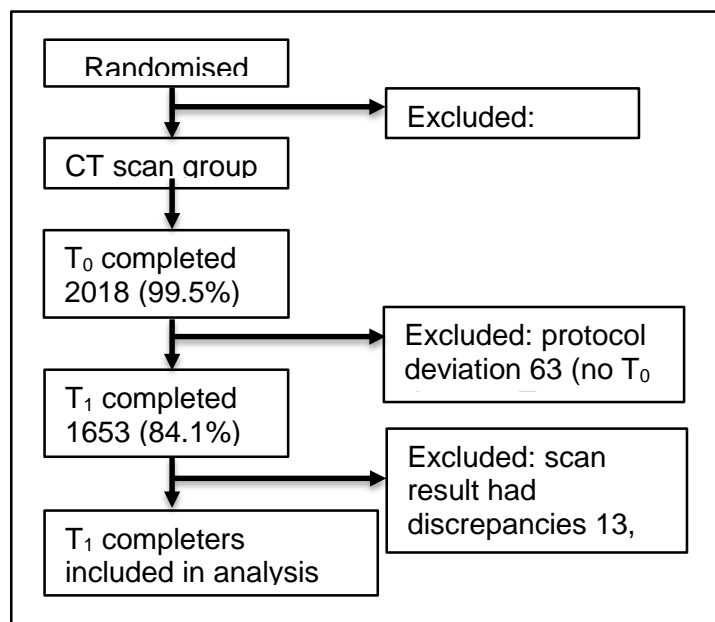 Randomised
Excluded:
CT scan group
T₀ completed
2018 (99.5%)
Excluded: protocol
deviation 63 (no T₀
T₁ completed
1653 (84.1%)
Excluded: scan
result had
discrepancies 13,
T₁ completers
included in analysis